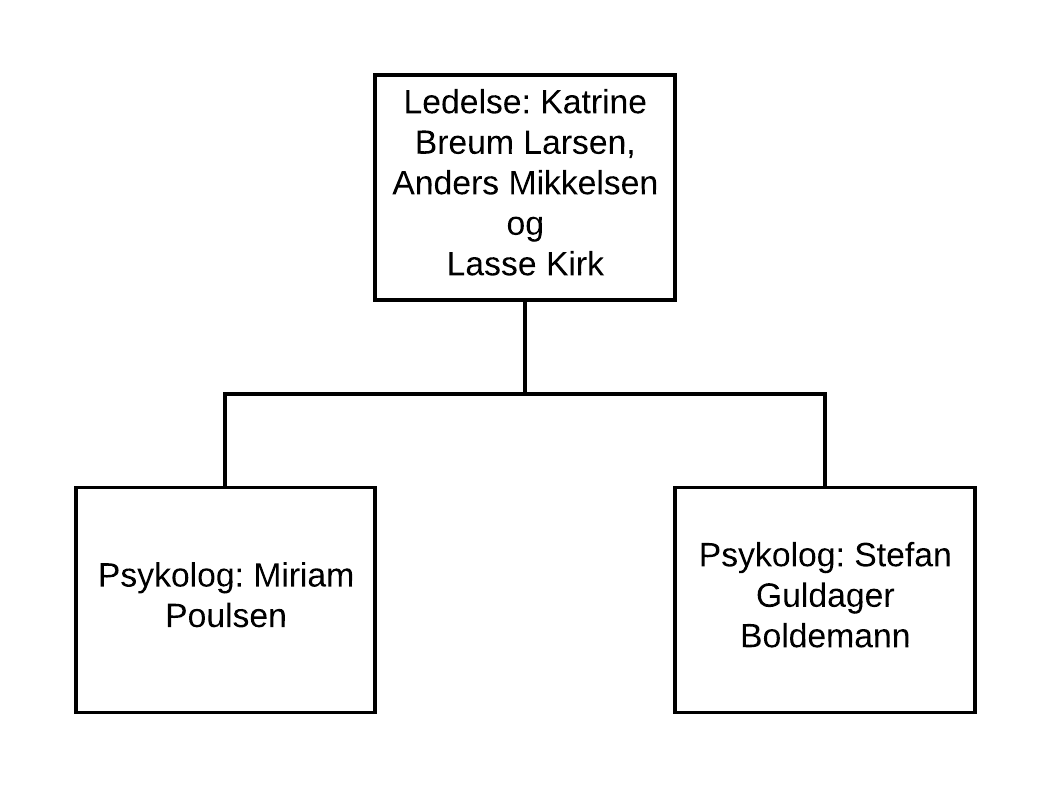 Ledelse: Katrine
Breum Larsen,
Anders Mikkelsen
og
Lasse Kirk
Psykolog: Miriam
Poulsen
Psykolog: Stefan
Guldager
Boldemann